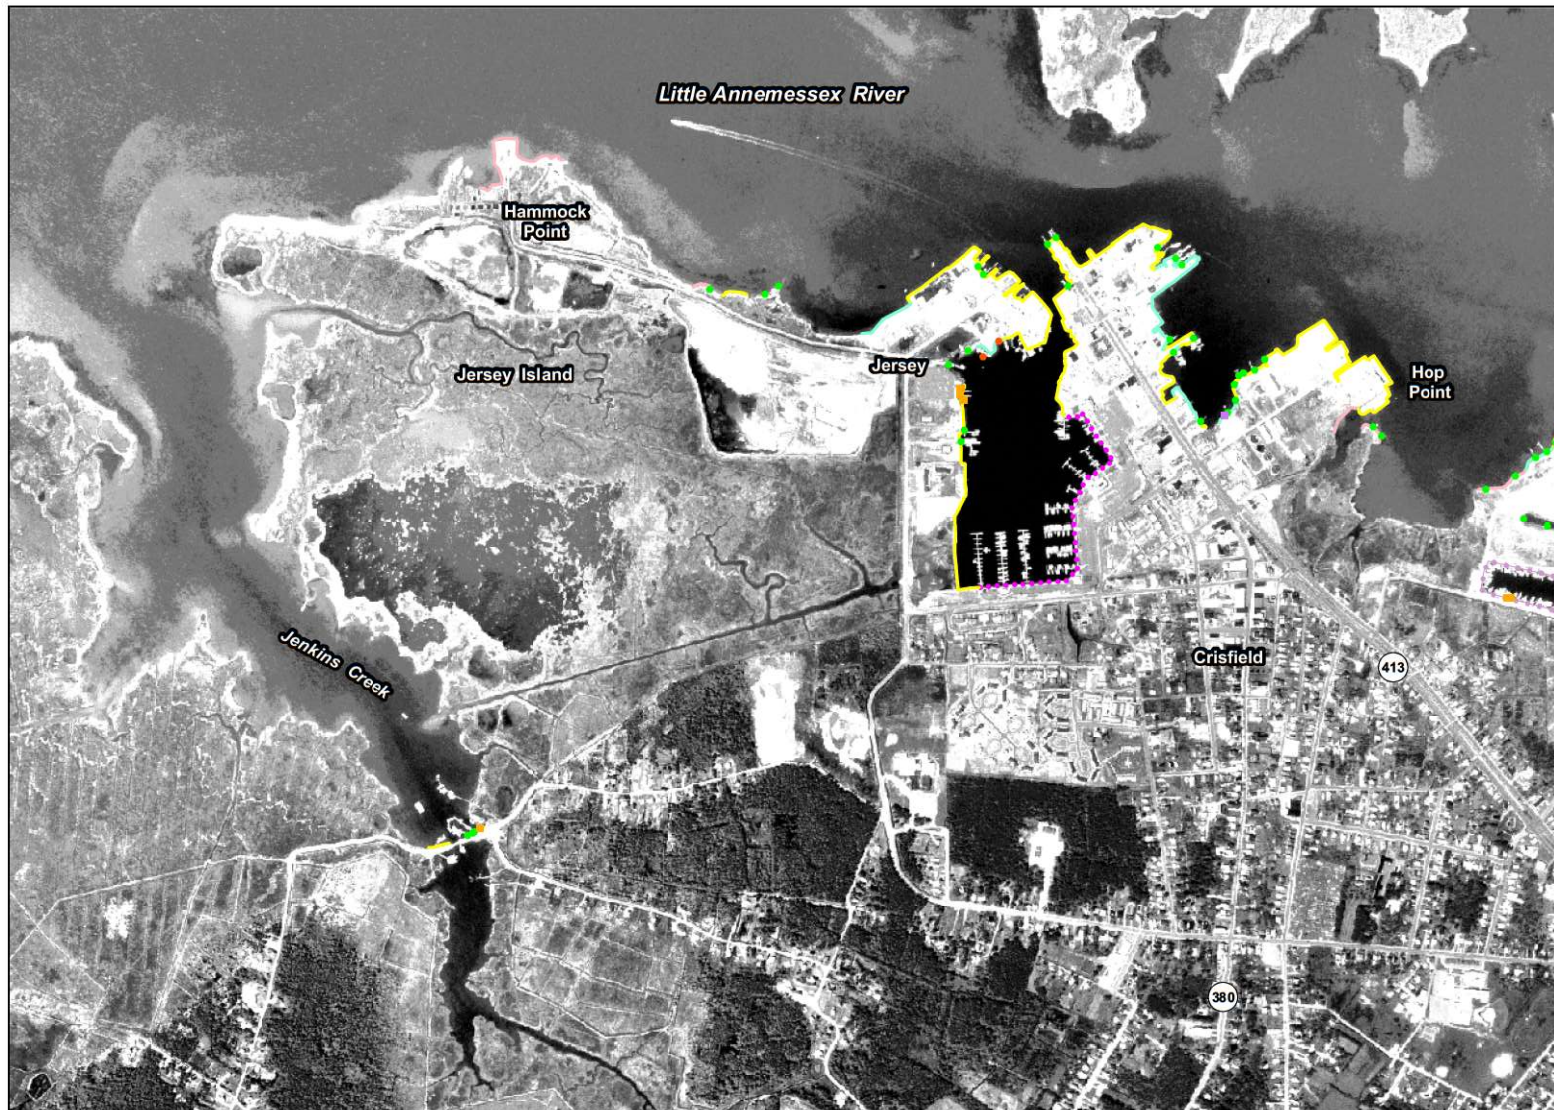 Little Annemessex River
Hammock
Point
Jersey Island
Jersey
Hop
Point
Jenkins Creek
Crisfield
413
380